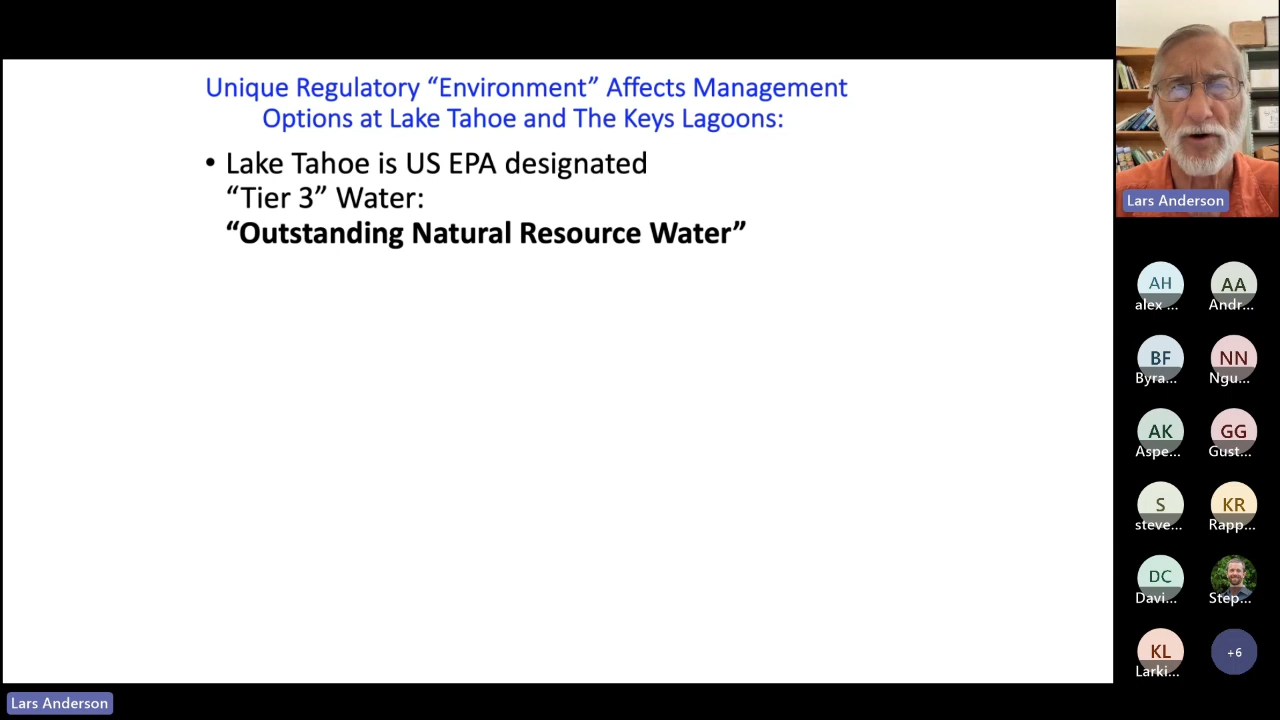 Unique Regulatory “Environment” Affects Management
Options at Lake Tahoe and The Keys Lagoons:
• Lake Tahoe is US EPA designated
“Tier 3” Water:
“Outstanding Natural Resource Water”
Lars Anderson
AH
alex ...
AA
Andr...
BF
Byra...
NN
Ngu...
AK
Aspe...
GG
Gust...
S
steve...
KR
Rapp...
DC
Davi...
Step...
KL
Larki...
+6
Lars Anderson